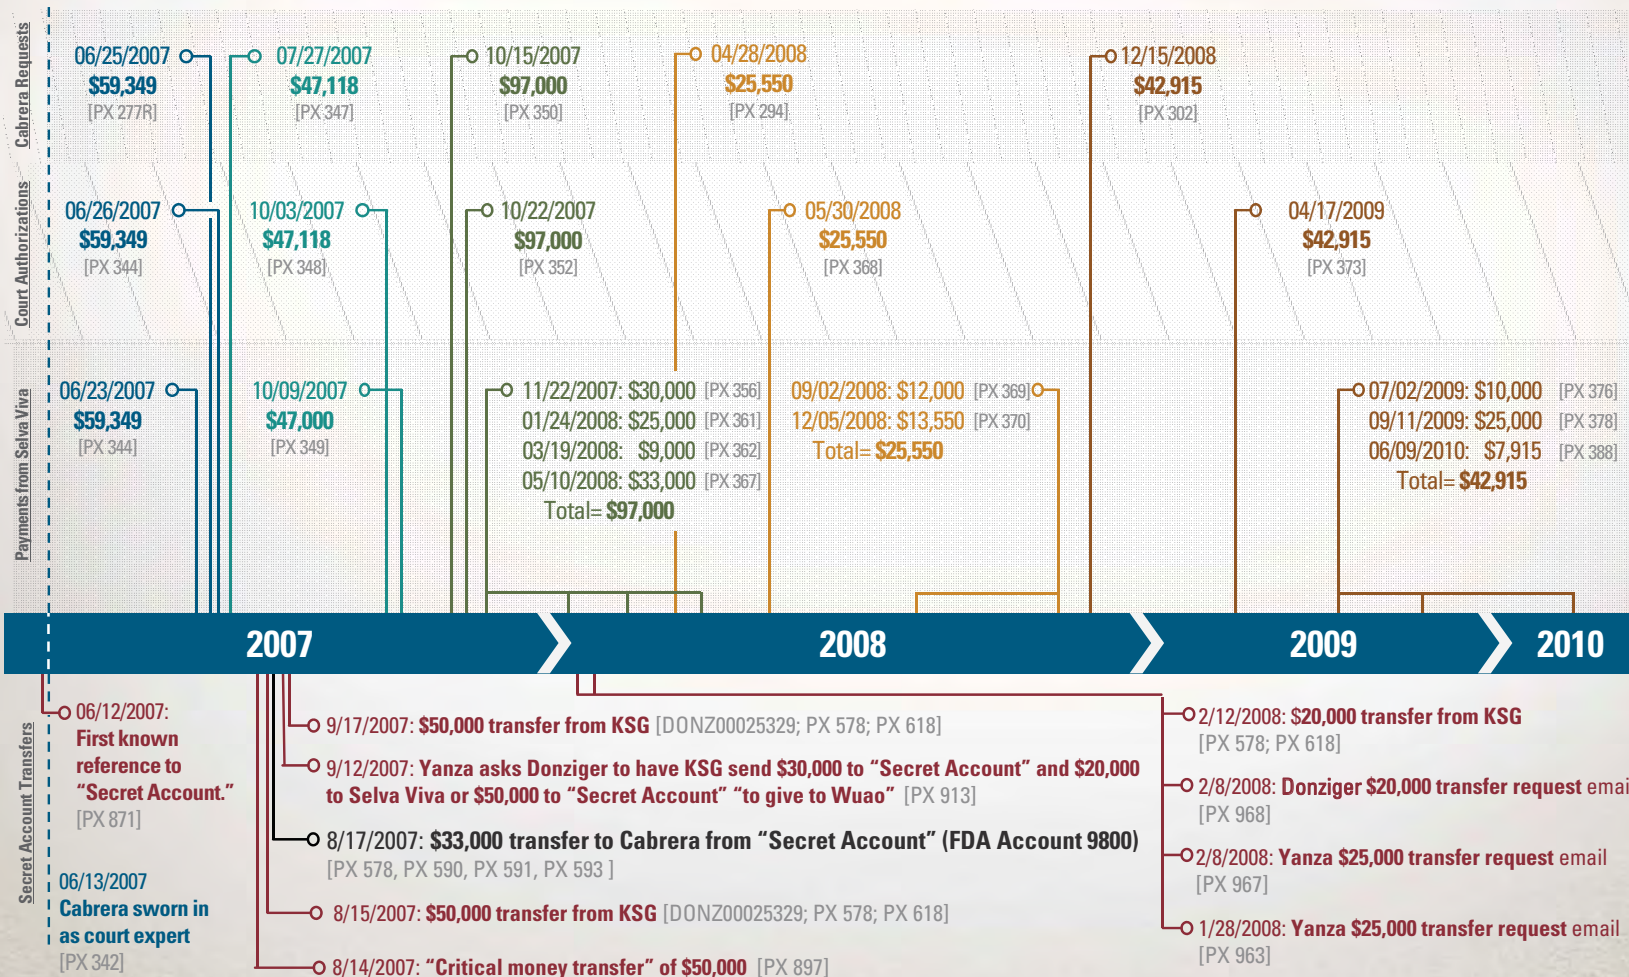 Cabrera Requests
06/25/2007
$59,349
[PX 277R]
07/27/2007
$47,118
[PX 347]
10/15/2007
$97,000
[PX 350]
04/28/2008
$25,550
[PX 294]
12/15/2008
$42,915
[PX 302]
Court Authorizations
06/26/2007
$59,349
[PX 344]
10/03/2007
$47,118
[PX 348]
10/22/2007
$97,000
[PX 352]
05/30/2008
$25,550
[PX 368]
04/17/2009
$42,915
[PX 373]
Payments from Selva Viva
06/23/2007
$59,349
[PX 344]
10/09/2007
$47,000
[PX 349]
11/22/2007: $30,000 [PX 356]
01/24/2008: $25,000 [PX 361]
03/19/2008: $9,000 [PX 362]
05/10/2008: $33,000 [PX 367]
Total= $97,000
09/02/2008: $12,000 [PX 369]
12/05/2008: $13,550 [PX 370]
Total= $25,550
07/02/2009: $10,000 [PX 376]
09/11/2009: $25,000 [PX 378]
06/09/2010: $7,915 [PX 388]
Total= $42,915
2007
2008
2009
2010
Secret Account Transfers
06/12/2007:
First known
reference to
“Secret Account.”
[PX 871]
06/13/2007
Cabrera sworn in
as court expert
[PX 342]
9/17/2007: $50,000 transfer from KSG [DONZ00025329; PX 578; PX 618]
9/12/2007: Yanza asks Donziger to have KSG send $30,000 to “Secret Account” and $20,000
to Selva Viva or $50,000 to “Secret Account” “to give to Wuao” [PX 913]
8/17/2007: $33,000 transfer to Cabrera from “Secret Account” (FDA Account 9800)
[PX 578, PX 590, PX 591, PX 593 ]
8/15/2007: $50,000 transfer from KSG [DONZ00025329; PX 578; PX 618]
8/14/2007: “Critical money transfer” of $50,000 [PX 897]
2/12/2008: $20,000 transfer from KSG
[PX 578; PX 618]
2/8/2008: Donziger $20,000 transfer request emai
[PX 968]
2/8/2008: Yanza $25,000 transfer request email
[PX 967]
1/28/2008: Yanza $25,000 transfer request email
[PX 963]